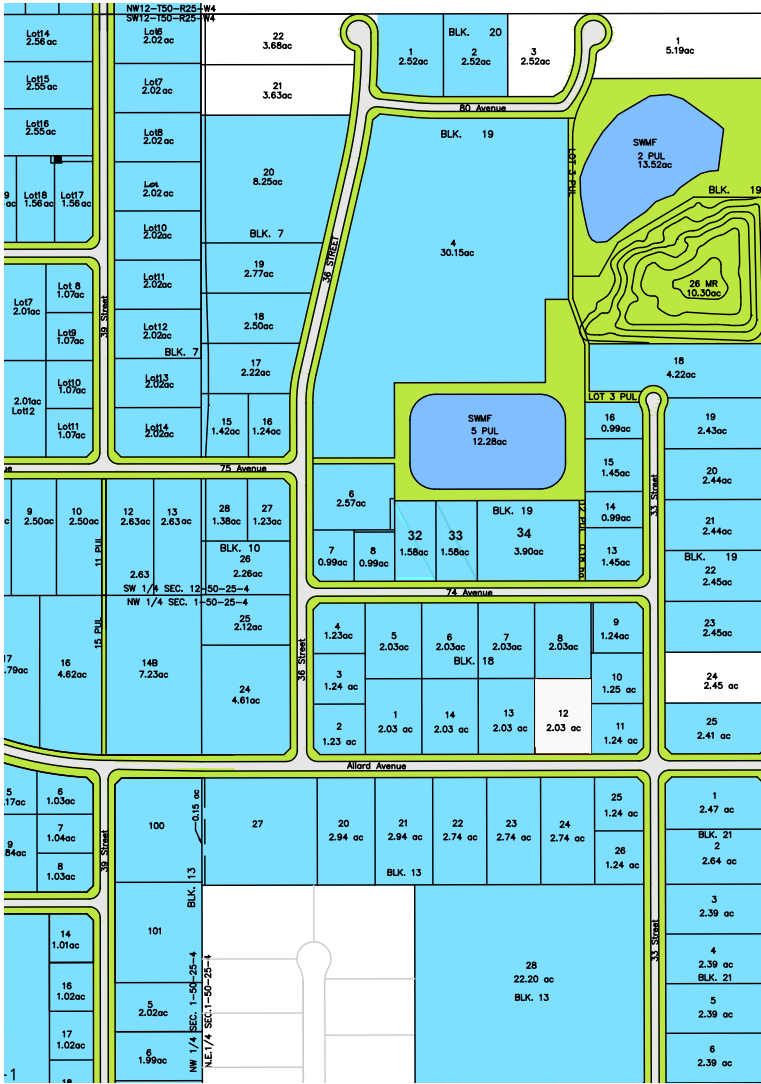 NW12-T50-R25-W4
SW12-T50-R25-W4
Lot14
2.56ac
Lot15
2.55ac
Lot16
2.55ac
9
ac
Lot18
1.56ac
Lot17
1.56ac
Lot6
2.02ac
Lot7
2.02ac
Lot8
2.02ac
Lot
2.02ac
Lot10
2.02ac
Lot11
2.02ac
Lot12
2.02ac
BLK. 7
Lot13
2.02ac
Lot14
2.02ac
22
3.68ac
21
3.63ac
20
8.25ac
BLK. 7
19
2.77ac
18
2.50ac
17
2.22ac
15
1.42ac
16
1.24ac
36 STREET
1
2.52ac
BLK. 20
2
2.52ac
3
2.52ac
1
5.19ac
80 Avenue
BLK. 19
4
30.15ac
LOT 3 PUL
SWMF
2 PUL
13.52ac
BLK. 19
26 MR
10.30ac
18
4.22ac
LOT 3 PUL
SWMF
5 PUL
12.28ac
16
0.99ac
15
1.45ac
14
0.99ac
13
1.45ac
33 Street
19
2.43ac
20
2.44ac
21
2.44ac
BLK. 19
22
2.45ac
23
2.45ac
24
2.45 ac
25
2.41 ac
Lot7
2.01ac
Lot 8
1.07ac
Lot9
1.07ac
2.01ac
Lot12
Lot10
1.07ac
Lot11
1.07ac
39 Street
75 Avenue
c
9
2.50ac
10
2.50ac
11 PUL
12
2.63ac
13
2.63ac
2.63
28
1.38ac
27
1.23ac
BLK. 10
26
2.26ac
SW 1/4 SEC. 12-50-25-4
NW 1/4 SEC. 1-50-25-4
15 PUL
25
2.12ac
17
.79ac
16
4.62ac
14B
7.23ac
24
4.61ac
36 Street
6
2.57ac
7
0.99ac
8
0.99ac
32
1.58ac
33
1.58ac
BLK. 19
34
3.90ac
12 PUL
74 Avenue
4
1.23ac
3
1.24 ac
2
1.23 ac
5
2.03ac
6
2.03ac
BLK. 18
7
2.03ac
8
2.03ac
9
1.24ac
10
1.25 ac
11
1.24 ac
1
2.03 ac
14
2.03 ac
13
2.03 ac
12
2.03 ac
Allard Avenue
5
.17ac
6
1.03ac
7
1.04ac
8
1.03ac
9
.84ac
39 Street
100
0.15 ac
27
20
2.94 ac
21
2.94 ac
BLK. 13
22
2.74 ac
23
2.74 ac
24
2.74 ac
25
1.24 ac
26
1.24 ac
1
2.47 ac
BLK. 21
2
2.64 ac
3
2.39 ac
4
2.39 ac
BLK. 21
5
2.39 ac
6
2.39 ac
33 Street
BLK. 13
101
5
2.02ac
6
1.99ac
NW 1/4 SEC. 1-50-25-4
N.E.1/4 SEC.1-50-25-4
28
22.20 ac
BLK. 13
14
1.01ac
16
1.02ac
17
1.02ac
18
-1